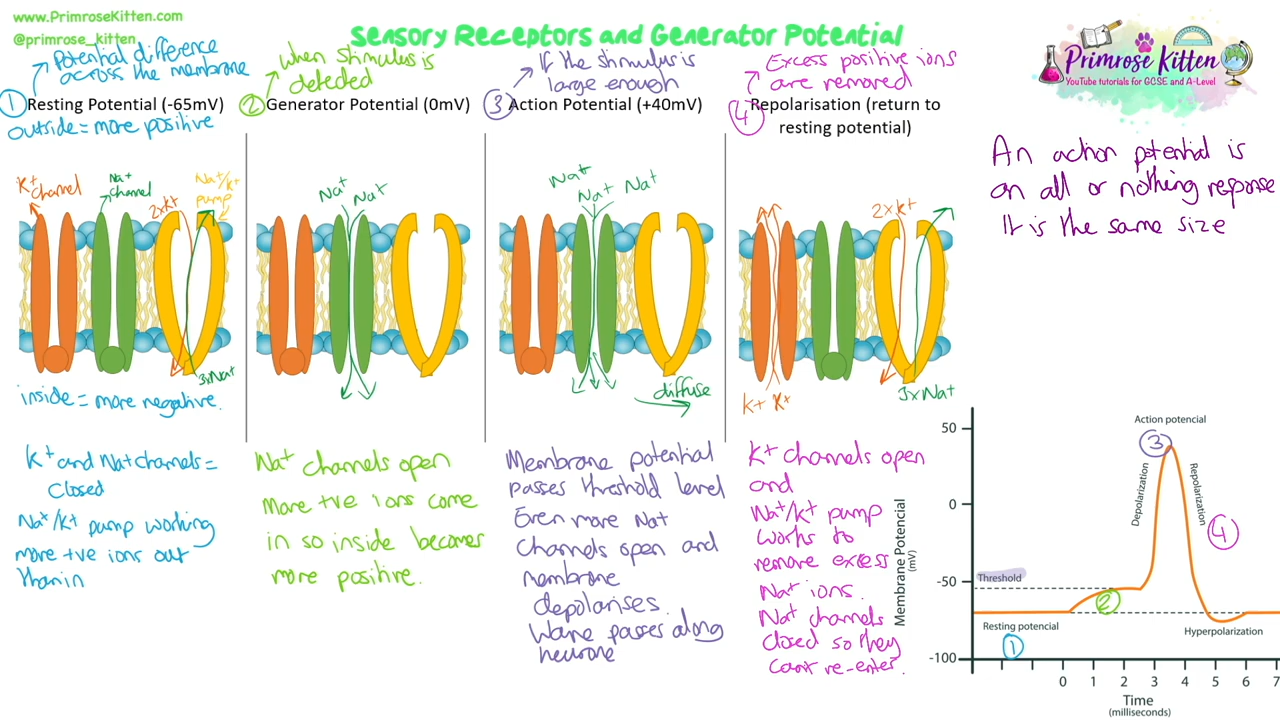 www.PrimroseKitten.com
@primrose_kitten
Sensory Receptors and Generator Potential
Primrose Kitten
YouTube tutorials for GCSE and A-Level
Potential difference
across the membrane
1 Resting Potential (-65mV)
outside = more positive
K+ channel
Na+ channel
2xK+
Na+/K+ pump
3xNa+
inside = more negative.
K+ and Na+ channels =
closed
Na+/K+ pump working
more +ve ions out
than in
When stimulus is
detected
2 Generator Potential (0mV)
Na+ Na+
Na+ channels open
more +ve ions come
in so inside becomes
more positive.
If the stimulus is
large enough
3 Action Potential (+40mV)
Na+ Na+ Na+
diffuse
Membrane potential
passes threshold level
Even more Na+
Channels open and
membrane
depolarises.
Wave passes along
neurone
Excess positive ions
are removed
4 Repolarisation (return to
resting potential)
2xK+
K+ K+
3xNa+
K+ channels open
and
Na+/K+ pump
works to
remove excess
Na+ ions.
Na+ channels
closed so they
can't re-enter.
An action potential is
an all or nothing reponse
It is the same size
Action potencial
50
0
-50
-100
Membrane Potencial
(mV)
Depolarization
3
Repolarization
4
Threshold
2
Resting potencial
1
Hyperpolarization
0 1 2 3 4 5 6 7
Time
(milliseconds)